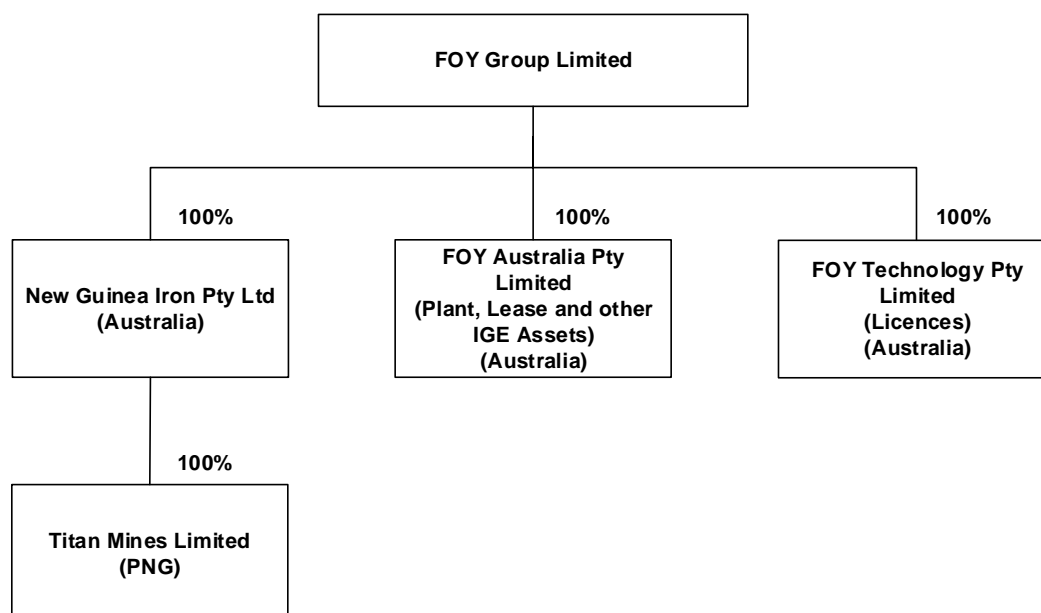 FOY Group Limited
100%
100%
100%
New Guinea Iron Pty Ltd
(Australia)
FOY Australia Pty
Limited
(Plant, Lease and other
IGE Assets)
(Australia)
FOY Technology Pty
Limited
(Licences)
(Australia)
100%
Titan Mines Limited
(PNG)